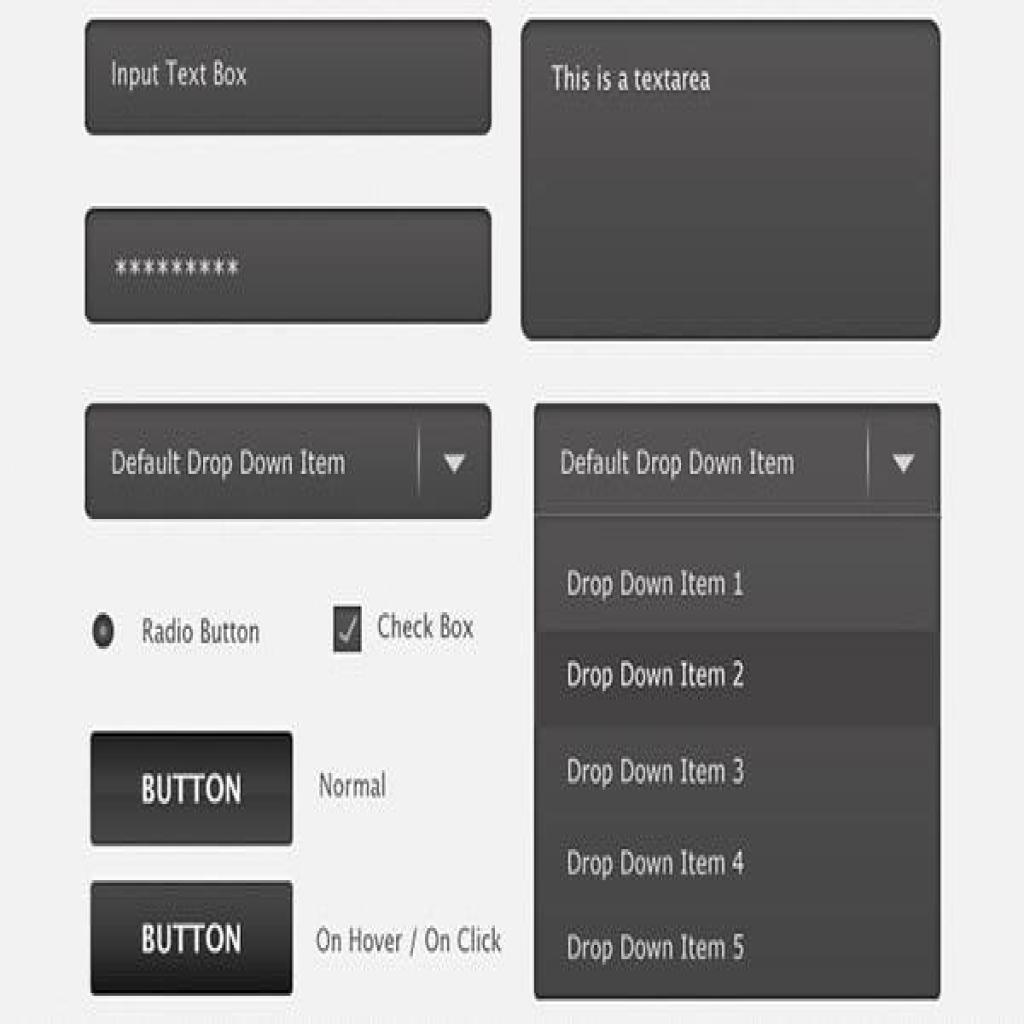 Input Text Box
This is a textarea
*********
Default Drop Down Item
Default Drop Down Item
Drop Down Item 1
Radio Button
Check Box
Drop Down Item 2
Drop Down Item 3
BUTTON
Normal
Drop Down Item 4
BUTTON
On Hover / On Click
Drop Down Item 5